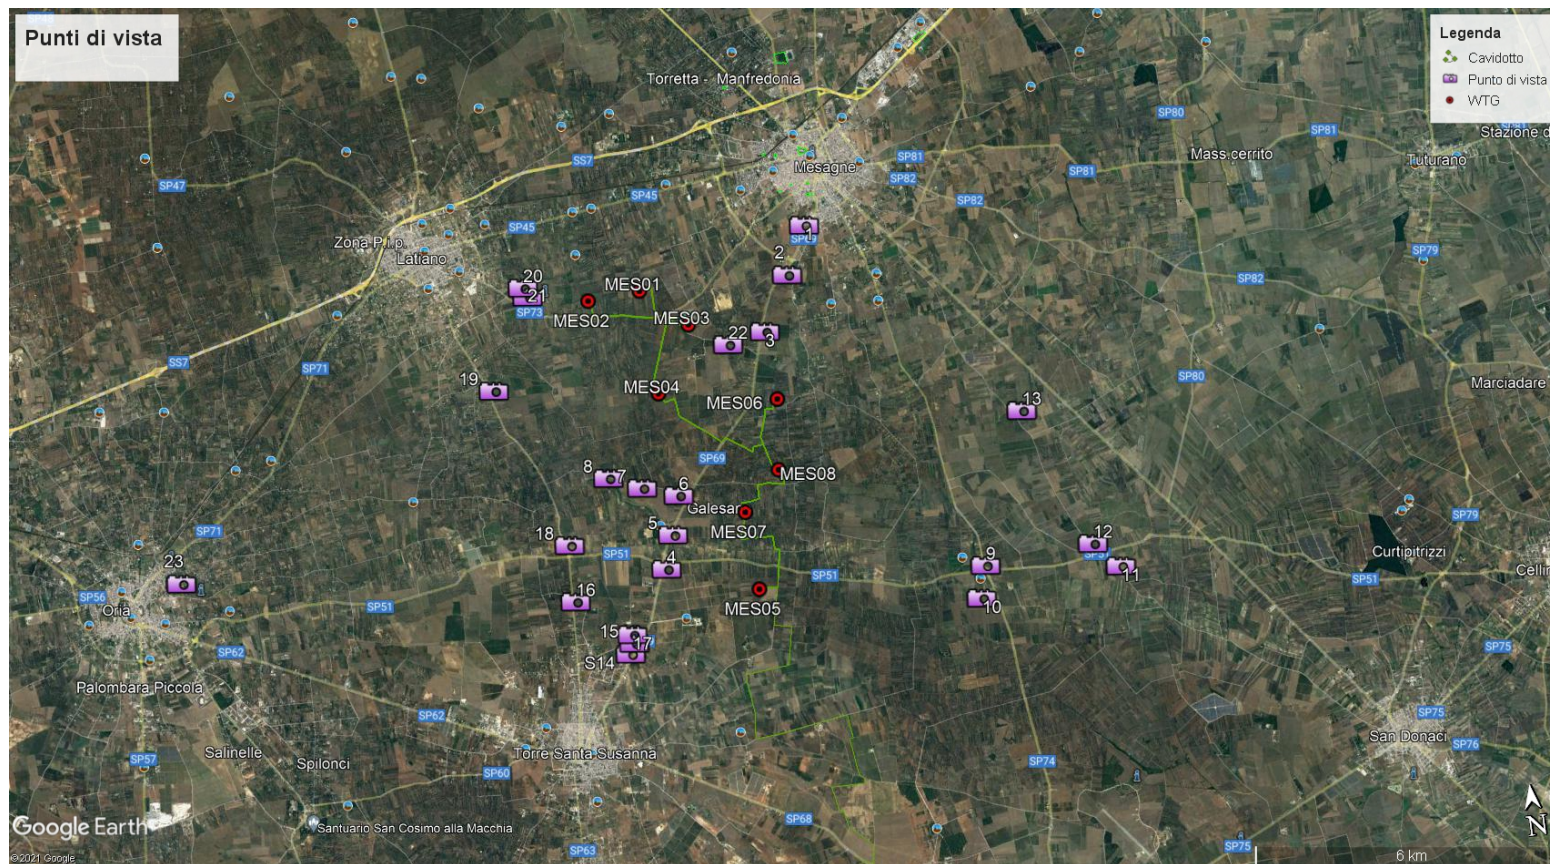 Punti di vista
Legenda
Cavidotto
Punto di vista
WTG
Torretta - Manfredonia
SP80
SP81
Stazione d
SS7
Mesagne
SP81
Mass.cerrito
Tuturano
SP47
SP45
SP82
SP81
SP82
SP45
Zona P.i.p.
Latiano
1
SP79
2
SP82
20
21
MES01
SP73
MES02
MES03
22
3
SS7
SP71
19
MES04
MES06
SP80
13
Marciadare
SP69
8
7
6
MES08
Galesan
SP71
5
MES07
SP79
18
SP51
4
12
Curtipitrizzi
23
9
11
SP51
SP51
Cellin
SP56
Oria
SP51
16
MES05
10
15
17
S14
SP62
SP75
Palombara Piccola
SP62
SP75
San Donaci
SP76
Salinelle
Spilonci
Torre Santa Susanna
SP57
SP60
SP74
SP68
Google Earth
Santuario San Cosimo alla Macchia
SP63
SP75
N
6 km
©2021 Google